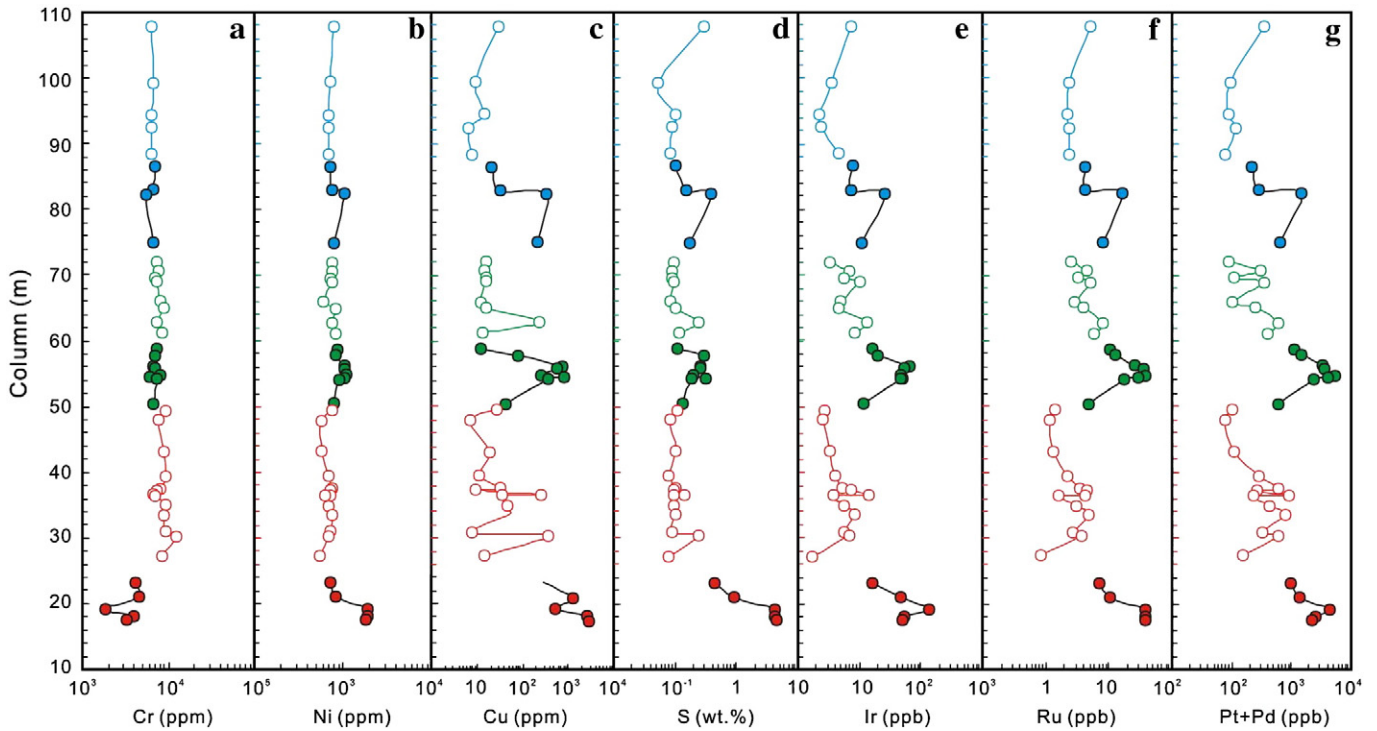 110
a b c d e f g
100
90
80
70
60
50
40
30
20
10
Column (m)
10³ 10⁴ 10⁵ 10³ 10⁴ 10 10² 10³ 10⁴ 10⁻¹ 1 10 10 10² 10³ 1 10 10² 10² 10³ 10⁴
Cr (ppm) Ni (ppm) Cu (ppm) S (wt.%) Ir (ppb) Ru (ppb) Pt+Pd (ppb)